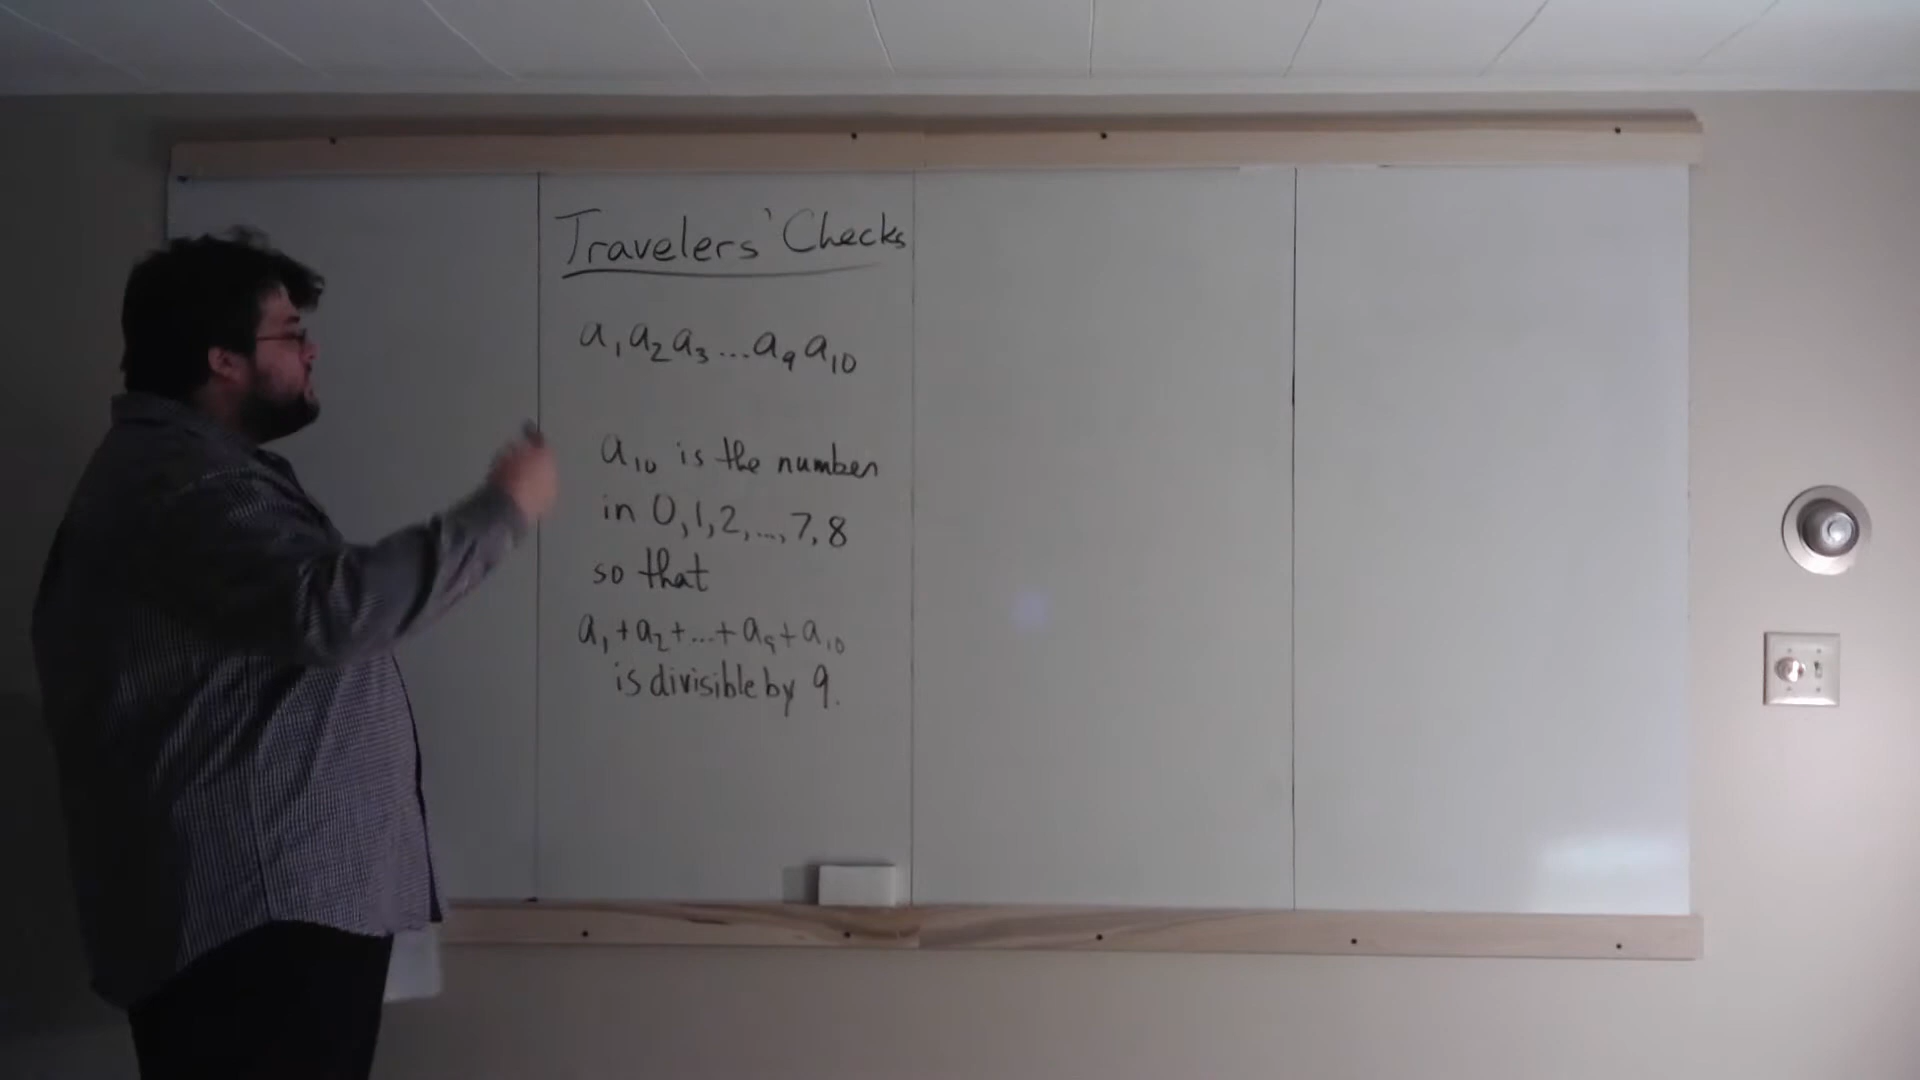 Travelers' Checks
a₁a₂a₃...a₉a₁₀
a₁₀ is the number
in 0,1,2,...,7,8
so that
a₁+a₂+...+a₉+a₁₀
is divisible by 9.